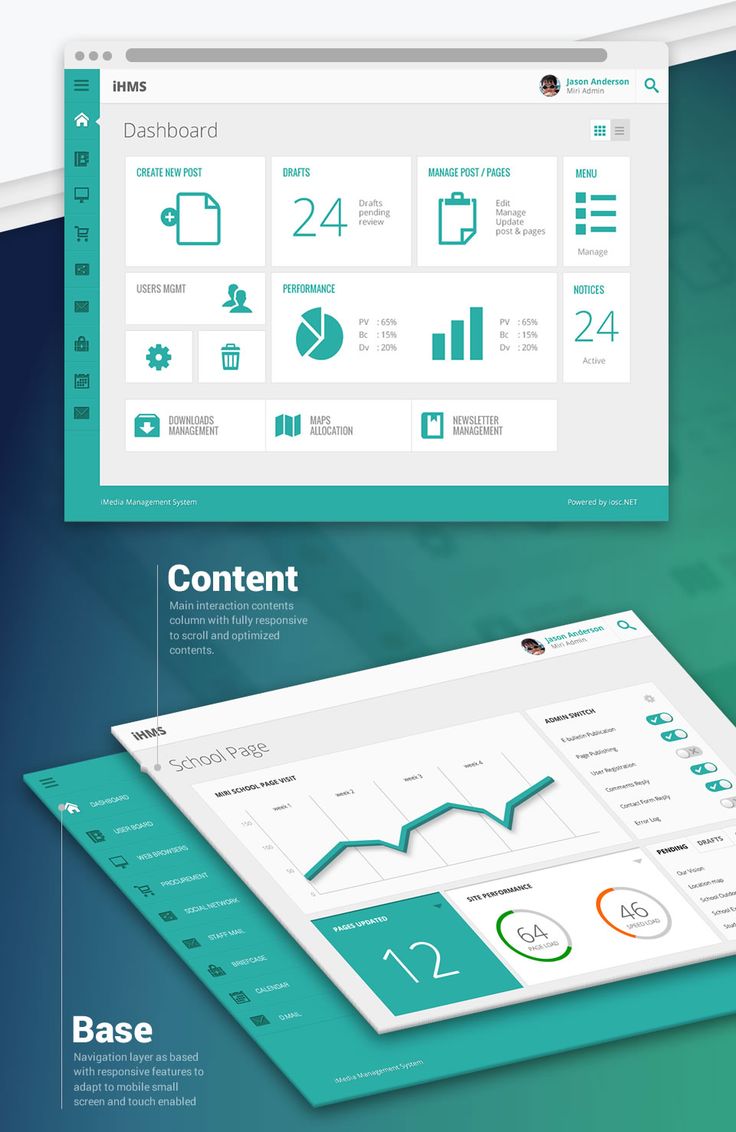 iHMS
Jason Anderson
Miri Admin
Dashboard
CREATE NEW POST
DRAFTS
24
Drafts
pending
review
MANAGE POST / PAGES
Edit
Manage
Update
post & pages
MENU
Manage
USERS MGMT
PERFORMANCE
PV : 65%
Bc : 15%
Dv : 20%
PV : 65%
Bc : 15%
Dv : 20%
NOTICES
24
Active
DOWNLOADS
MANAGEMENT
MAPS
ALLOCATION
NEWSLETTER
MANAGEMENT
iMedia Management System
Powered by iosc.NET
Content
Main interaction contents
column with fully responsive
to scroll and optimized
contents.
iHMS
Jason Anderson
Miri Admin
School Page
MIRI SCHOOL PAGE VISIT
week 1
week 2
week 3
week 4
150
100
50
0
ADMIN SWITCH
E-bulletin Publication
Page Publishing
User Registration
Comments Reply
Contact Form Reply
Error Log
PAGES UPDATED
12
SITE PERFORMANCE
64
PAGE LOAD
46
SPEED LOAD
PENDING
DRAFTS
Our Vision
Location map
School
School
DASHBOARD
USER BOARD
WEB BROWSERS
PROCUREMENT
SOCIAL NETWORK
STAFF MAIL
BRIEFCASE
CALENDAR
D.MAIL
iMedia Management System
Base
Navigation layer as based
with responsive features to
adapt to mobile small
screen and touch enabled